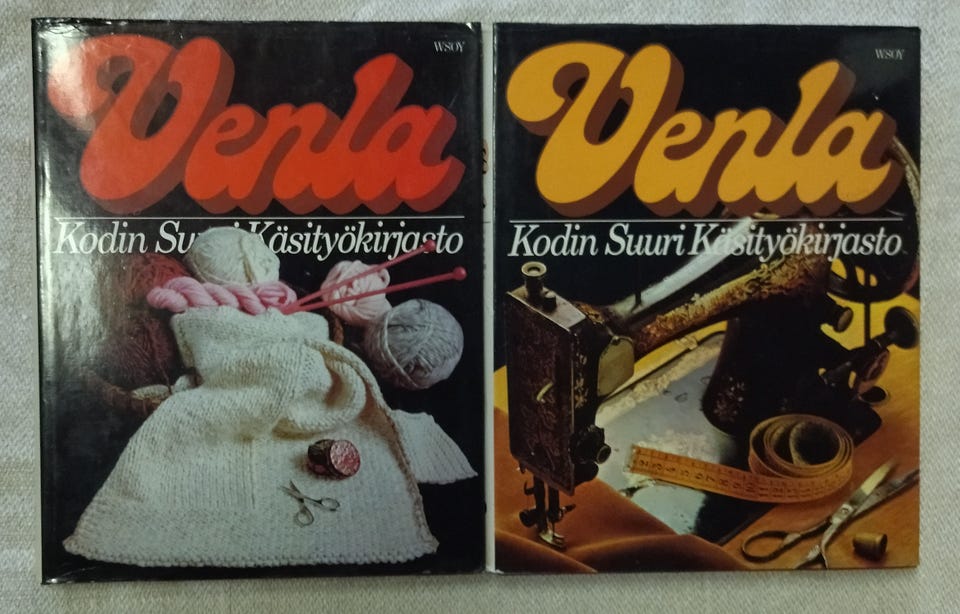 WSOY
Venla
Kodin Suuri Käsityökirjasto
WSOY
Venla
Kodin Suuri Käsityökirjasto